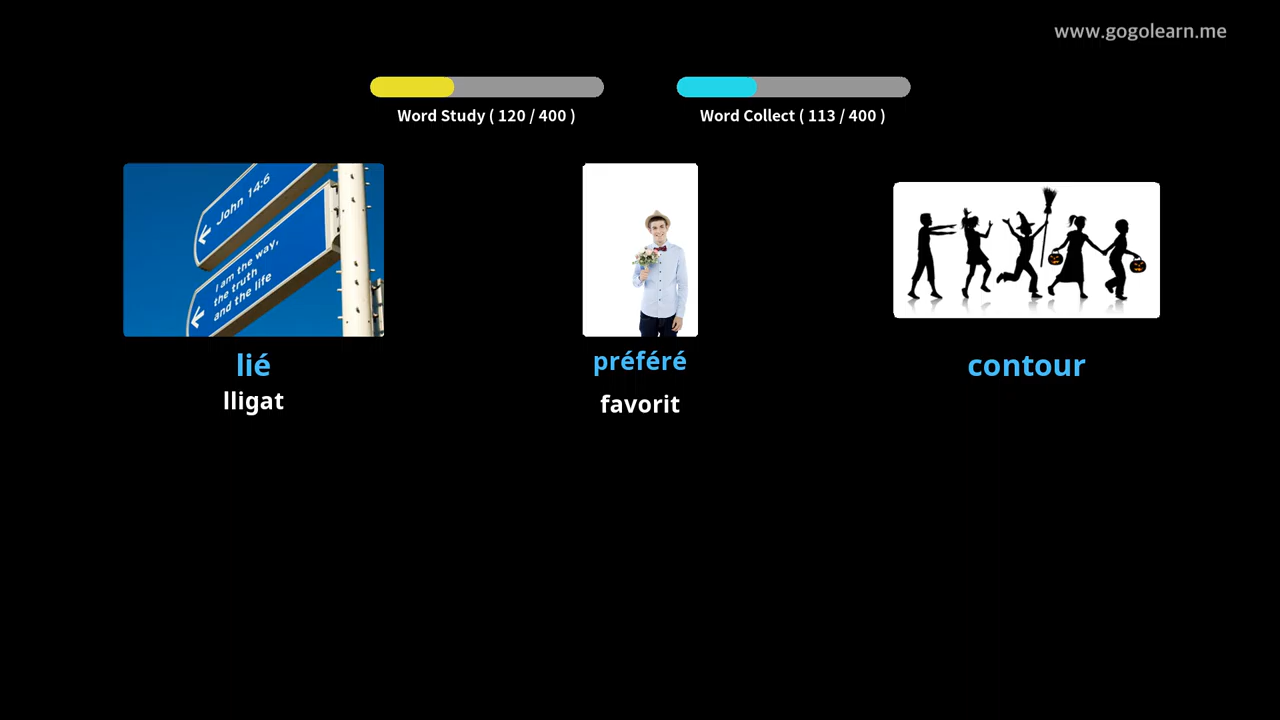 www.gogolearn.me
Word Study ( 120 / 400 )
Word Collect ( 113 / 400 )
John 14:6
I am the way,
the truth
and the life
lié
préféré
contour
lligat
favorit